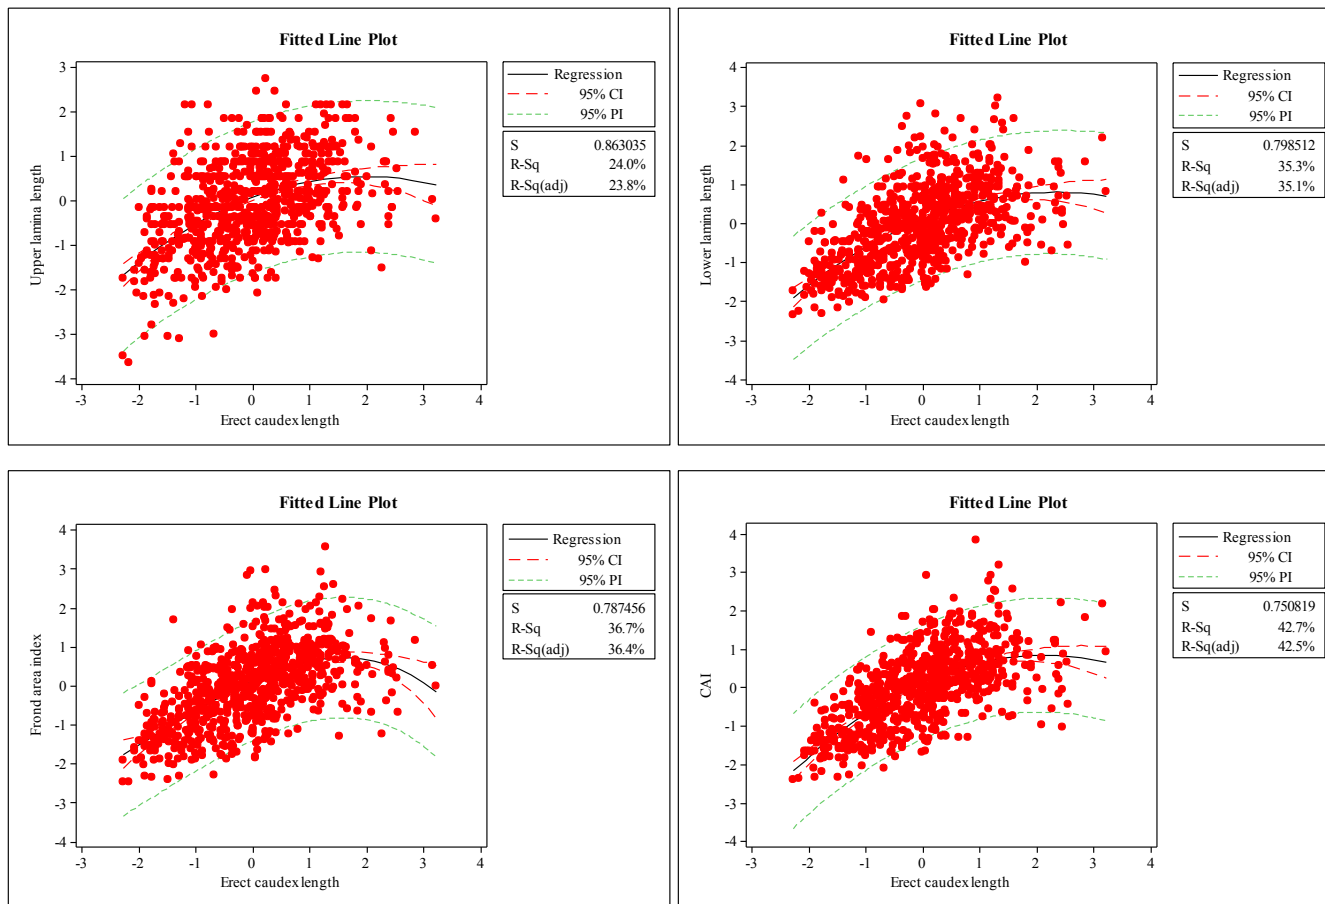 Fitted Line Plot
3
2
1
0
-1
-2
-3
-4
Upper lamina length
-3 -2 -1 0 1 2 3 4
Erect caudex length
Regression
95% CI
95% PI
S 0.863035
R-Sq 24.0%
R-Sq(adj) 23.8%
Fitted Line Plot
4
3
2
1
0
-1
-2
-3
-4
Lower lamina length
-3 -2 -1 0 1 2 3 4
Erect caudex length
Regression
95% CI
95% PI
S 0.798512
R-Sq 35.3%
R-Sq(adj) 35.1%
Fitted Line Plot
4
3
2
1
0
-1
-2
-3
-4
Frond area index
-3 -2 -1 0 1 2 3 4
Erect caudex length
Regression
95% CI
95% PI
S 0.787456
R-Sq 36.7%
R-Sq(adj) 36.4%
Fitted Line Plot
4
3
2
1
0
-1
-2
-3
-4
CAI
-3 -2 -1 0 1 2 3 4
Erect caudex length
Regression
95% CI
95% PI
S 0.750819
R-Sq 42.7%
R-Sq(adj) 42.5%